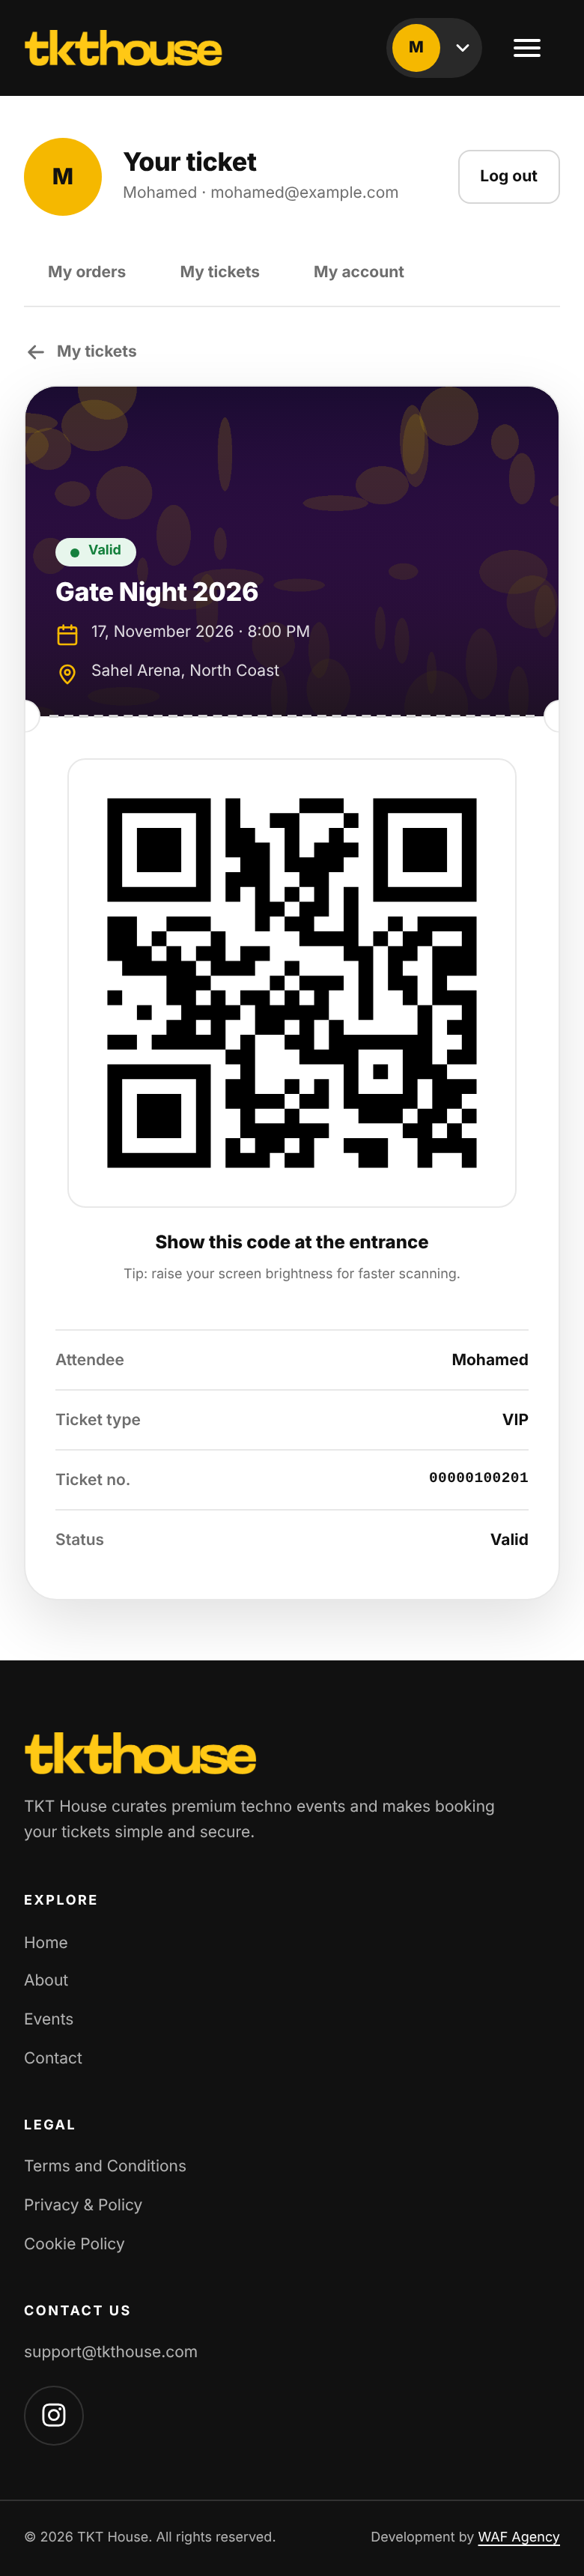 tkthouse
M
M
Your ticket
Mohamed · mohamed@example.com
Log out
My orders
My tickets
My account
My tickets
Valid
Gate Night 2026
17, November 2026 · 8:00 PM
Sahel Arena, North Coast
Show this code at the entrance
Tip: raise your screen brightness for faster scanning.
Attendee
Mohamed
Ticket type
VIP
Ticket no.
00000100201
Status
Valid
tkthouse
TKT House curates premium techno events and makes booking
your tickets simple and secure.
EXPLORE
Home
About
Events
Contact
LEGAL
Terms and Conditions
Privacy & Policy
Cookie Policy
CONTACT US
support@tkthouse.com
© 2026 TKT House. All rights reserved.
Development by WAF Agency